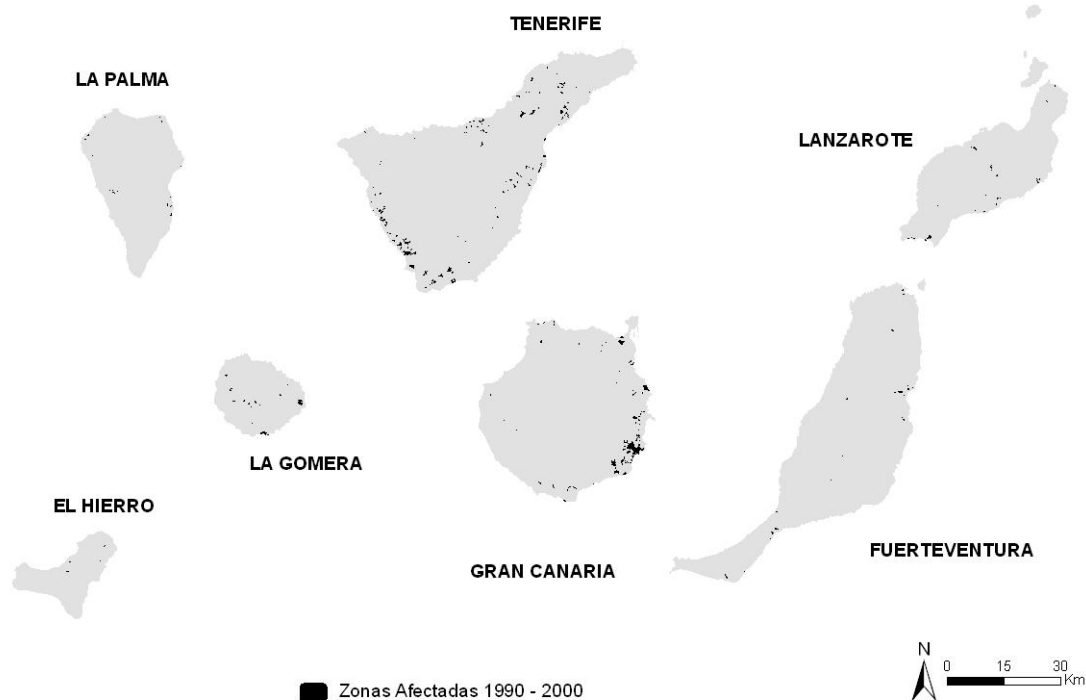 TENERIFE
LA PALMA
LANZAROTE
LA GOMERA
EL HIERRO
GRAN CANARIA
FUERTEVENTURA
N
0 15 30
Km
Zonas Afectadas 1990 - 2000